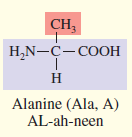 CH₃
H₂N—C—COOH
H
Alanine (Ala, A)
AL-ah-neen